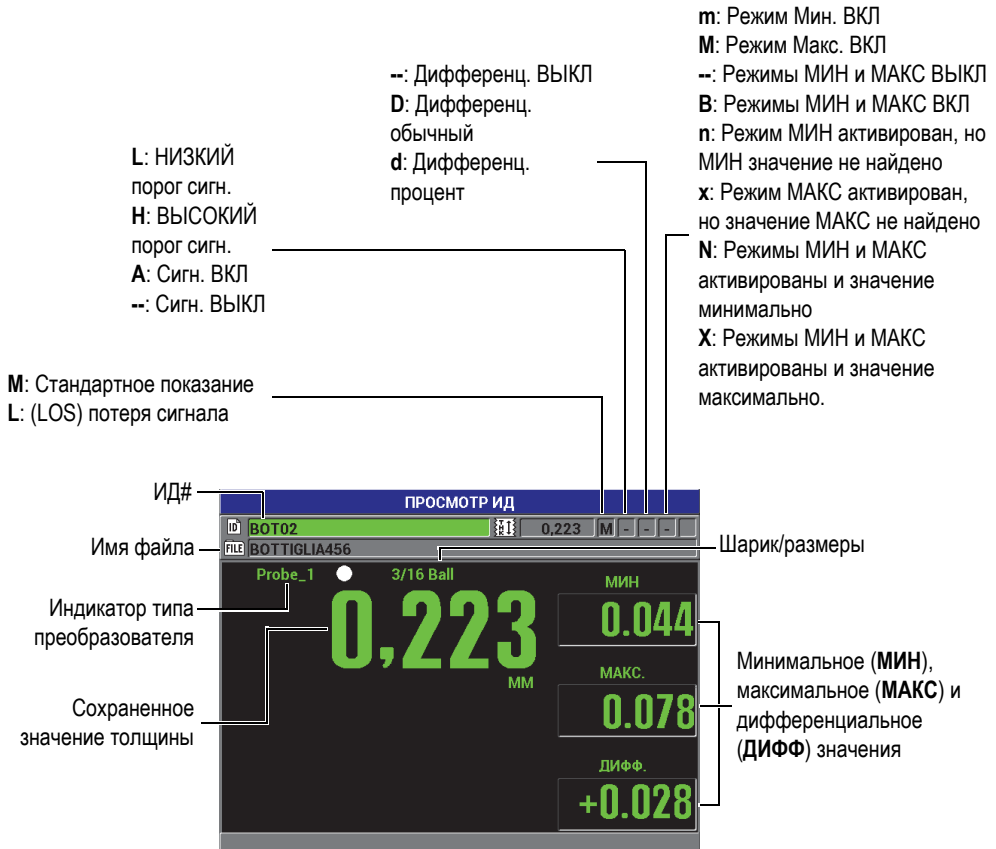 m: Режим Мин. ВКЛ
M: Режим Макс. ВКЛ
--: Режимы МИН и МАКС ВЫКЛ
B: Режимы МИН и МАКС ВКЛ
n: Режим МИН активирован, но
МИН значение не найдено
x: Режим МАКС активирован,
но значение МАКС не найдено
N: Режимы МИН и МАКС
активированы и значение
минимально
X: Режимы МИН и МАКС
активированы и значение
максимально.
--: Дифференц. ВЫКЛ
D: Дифференц.
обычный
d: Дифференц.
процент
L: НИЗКИЙ
порог сигн.
H: ВЫСОКИЙ
порог сигн.
A: Сигн. ВКЛ
--: Сигн. ВЫКЛ
M: Стандартное показание
L: (LOS) потеря сигнала
ИД#
Имя файла
Индикатор типа
преобразователя
Сохраненное
значение толщины
ПРОСМОТР ИД
ID BOT02 0,223 M - - -
FILE BOTTIGLIA456
Probe_1 3/16 Ball
0,223
ММ
МИН
0.044
МАКС.
0.078
ДИФФ.
+0.028
Шарик/размеры
Минимальное (МИН),
максимальное (МАКС) и
дифференциальное
(ДИФФ) значения